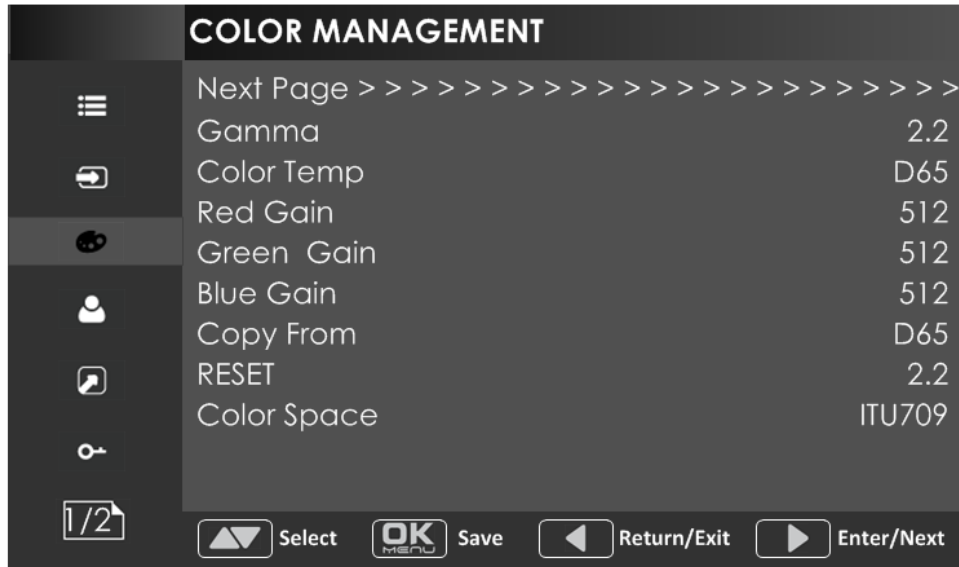 COLOR MANAGEMENT
Next Page > > > > > > > > > > > > > > > > > > > > > > >
Gamma 2.2
Color Temp D65
Red Gain 512
Green Gain 512
Blue Gain 512
Copy From D65
RESET 2.2
Color Space ITU709
1/2
Select OK MENU Save Return/Exit Enter/Next